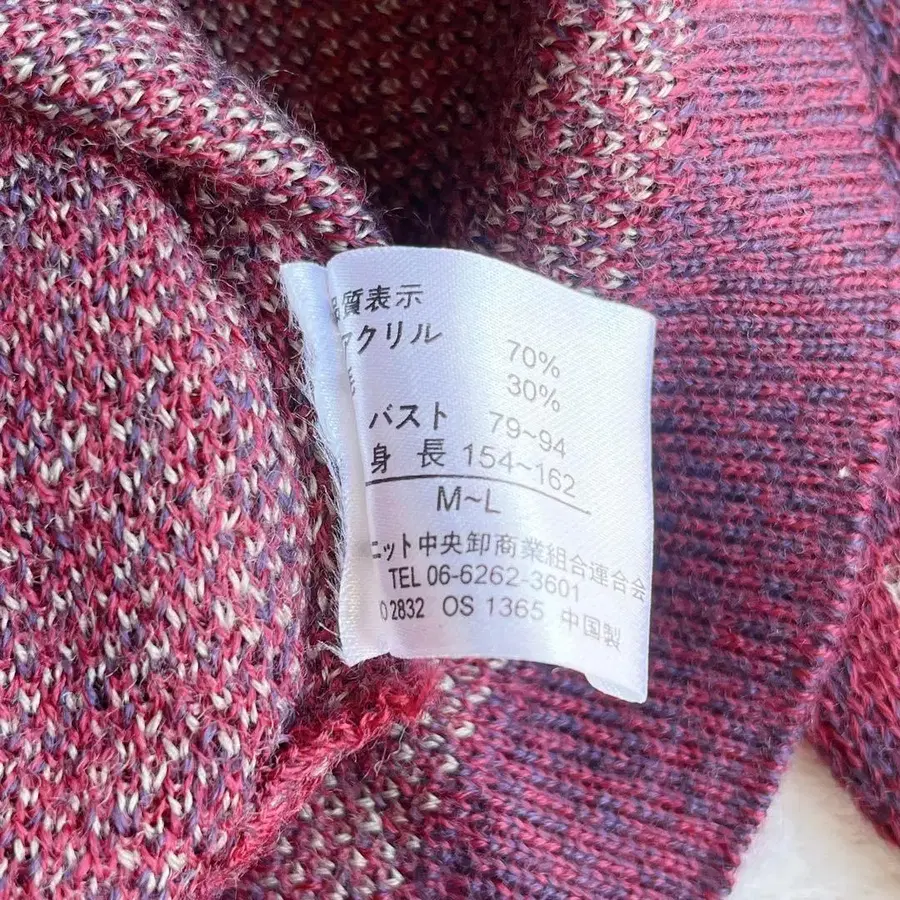 品質表示
アクリル 70%
毛 30%
バスト 79~94
身 長 154~162
M~L
ニット中央卸商業組合連合会
TEL 06-6262-3601
2832 OS 1365 中国製